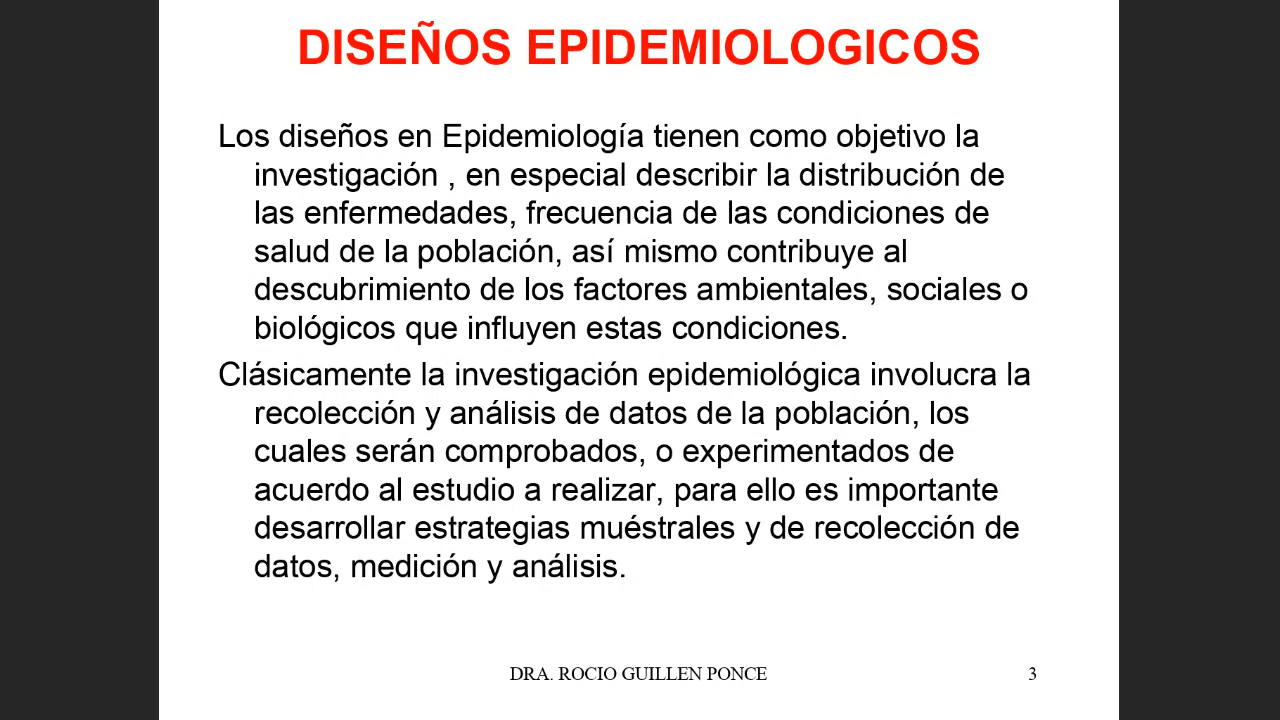 DISEÑOS EPIDEMIOLOGICOS
Los diseños en Epidemiología tienen como objetivo la
investigación , en especial describir la distribución de
las enfermedades, frecuencia de las condiciones de
salud de la población, así mismo contribuye al
descubrimiento de los factores ambientales, sociales o
biológicos que influyen estas condiciones.
Clásicamente la investigación epidemiológica involucra la
recolección y análisis de datos de la población, los
cuales serán comprobados, o experimentados de
acuerdo al estudio a realizar, para ello es importante
desarrollar estrategias muéstrales y de recolección de
datos, medición y análisis.
DRA. ROCIO GUILLEN PONCE
3